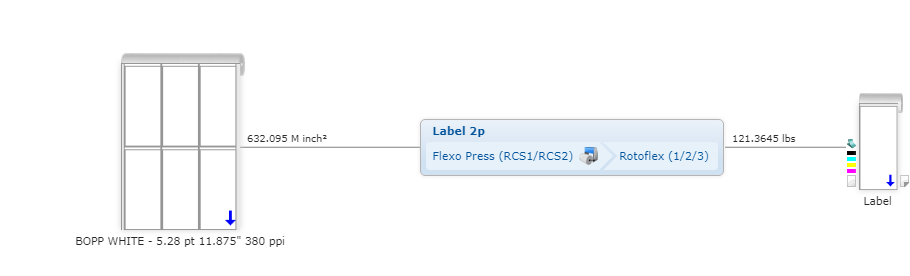 632.095 M inch²
Label 2p
Flexo Press (RCS1/RCS2) Rotoflex (1/2/3)
121.3645 lbs
Label
BOPP WHITE - 5.28 pt 11.875" 380 ppi